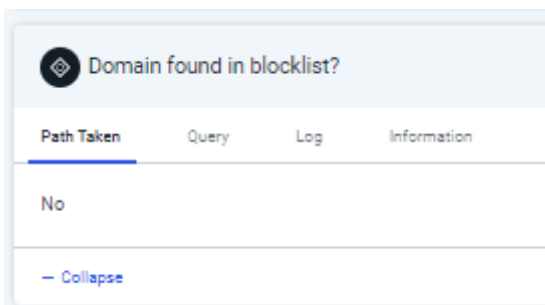 Domain found in blocklist?
Path Taken Query Log Information
No
— Collapse